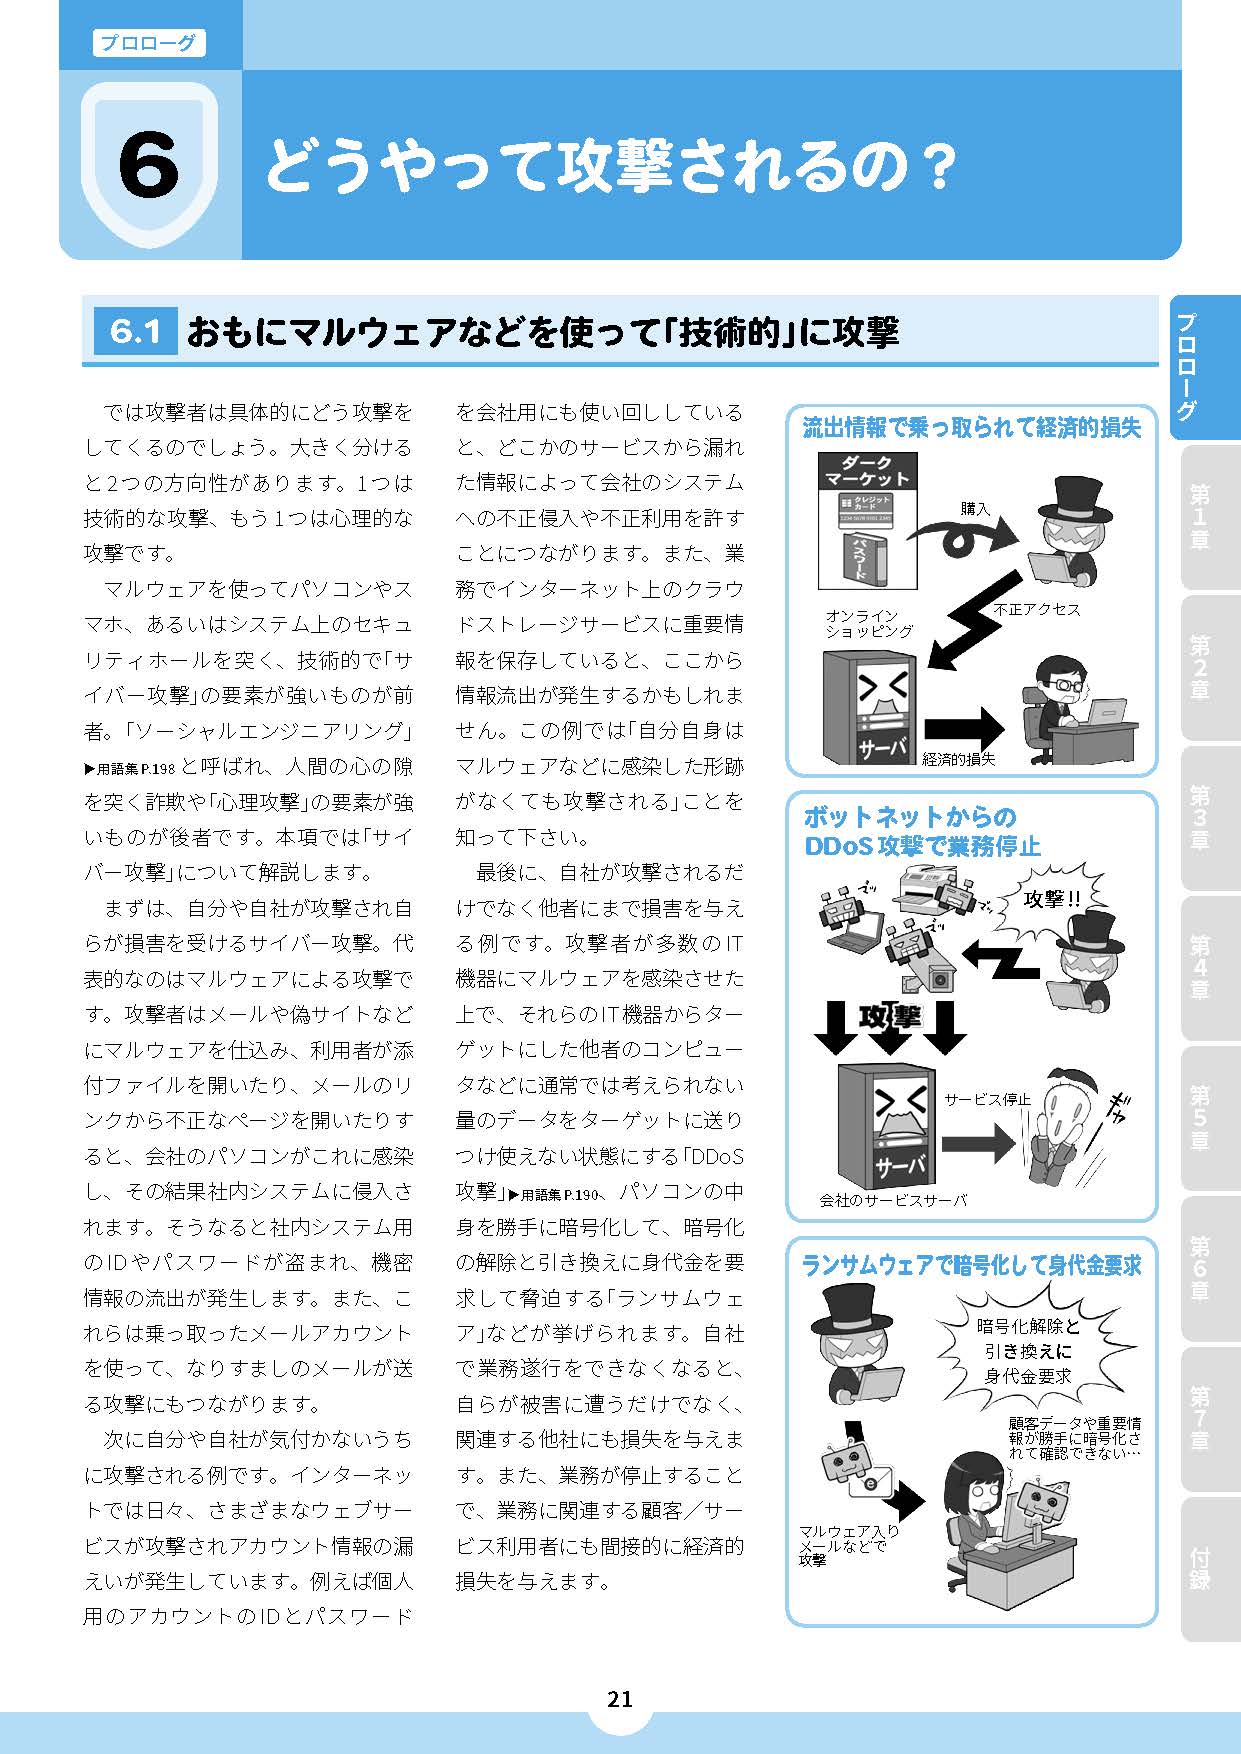 プロローグ
6
どうやって攻撃されるの？
6.1 おもにマルウェアなどを使って「技術的」に攻撃
では攻撃者は具体的にどう攻撃を
してくるのでしょう。大きく分ける
と2つの方向性があります。1つは
技術的な攻撃、もう1つは心理的な
攻撃です。
マルウェアを使ってパソコンやス
マホ、あるいはシステム上のセキュ
リティホールを突く、技術的で「サ
イバー攻撃」の要素が強いものが前
者。「ソーシャルエンジニアリング」
▶用語集P.198と呼ばれ、人間の心の隙
を突く詐欺や「心理攻撃」の要素が強
いものが後者です。本項では「サイ
バー攻撃」について解説します。
まずは、自分や自社が攻撃され自
らが損害を受けるサイバー攻撃。代
表的なのはマルウェアによる攻撃で
す。攻撃者はメールや偽サイトなど
にマルウェアを仕込み、利用者が添
付ファイルを開いたり、メールのリ
ンクから不正なページを開いたりす
ると、会社のパソコンがこれに感染
し、その結果社内システムに侵入さ
れます。そうなると社内システム用
のIDやパスワードが盗まれ、機密
情報の流出が発生します。また、こ
れらは乗っ取ったメールアカウント
を使って、なりすましのメールが送
る攻撃にもつながります。
次に自分や自社が気付かないうち
に攻撃される例です。インターネッ
トでは日々、さまざまなウェブサー
ビスが攻撃されアカウント情報の漏
えいが発生しています。例えば個人
用のアカウントのIDとパスワード
を会社用にも使い回ししている
と、どこかのサービスから漏れ
た情報によって会社のシステム
への不正侵入や不正利用を許す
ことにつながります。また、業
務でインターネット上のクラウ
ドストレージサービスに重要情
報を保存していると、ここから
情報流出が発生するかもしれま
せん。この例では「自分自身は
マルウェアなどに感染した形跡
がなくても攻撃される」ことを
知って下さい。
最後に、自社が攻撃されるだ
けでなく他者にまで損害を与え
る例です。攻撃者が多数のIT
機器にマルウェアを感染させた
上で、それらのIT機器からター
ゲットにした他者のコンピュー
タなどに通常では考えられない
量のデータをターゲットに送り
つけ使えない状態にする「DDoS
攻撃」▶用語集P.190、パソコンの中
身を勝手に暗号化して、暗号化
の解除と引き換えに身代金を要
求して脅迫する「ランサムウェ
ア」などが挙げられます。自社
で業務遂行をできなくなると、
自らが被害に遭うだけでなく、
関連する他社にも損失を与えま
す。また、業務が停止すること
で、業務に関連する顧客／サー
ビス利用者にも間接的に経済的
損失を与えます。
流出情報で乗っ取られて経済的損失
ダーク
マーケット
クレジット
カード
1234 5678 9101 2345
パスワード
購入
不正アクセス
オンライン
ショッピング
サーバ
経済的損失
ボットネットからの
DDoS攻撃で業務停止
攻撃!!
攻撃
サービス停止
サーバ
会社のサービスサーバ
ランサムウェアで暗号化して身代金要求
暗号化解除と
引き換えに
身代金要求
顧客データや重要情
報が勝手に暗号化さ
れて確認できない…
e
マルウェア入り
メールなどで
攻撃
プロローグ
第1章
第2章
第3章
第4章
第5章
第6章
第7章
付録
21